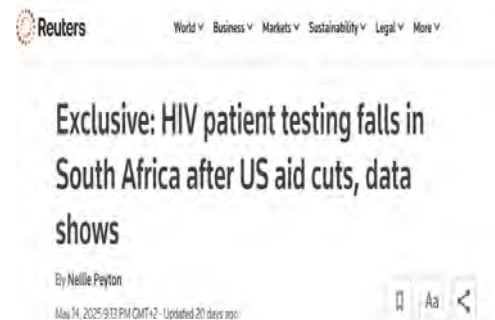 Reuters
World Business Markets Sustainability Legal More
Exclusive: HIV patient testing falls in
South Africa after US aid cuts, data
shows
By Nellie Peyton
May 14, 2025 9:13 PM GMT+2 · Updated 20 days ago
Aa